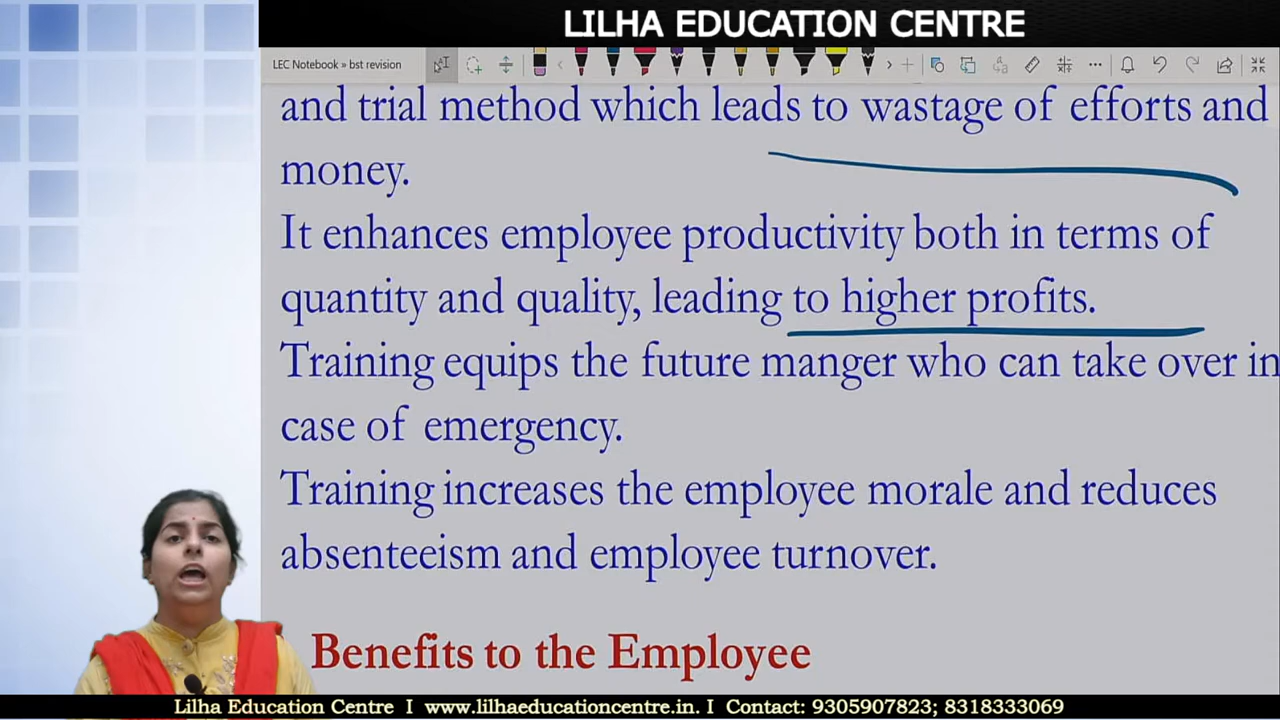 LILHA EDUCATION CENTRE
LEC Notebook » bst revision
and trial method which leads to wastage of efforts and
money.
It enhances employee productivity both in terms of
quantity and quality, leading to higher profits.
Training equips the future manger who can take over in
case of emergency.
Training increases the employee morale and reduces
absenteeism and employee turnover.
Benefits to the Employee
Lilha Education Centre I www.lilhaeducationcentre.in. I Contact: 9305907823; 8318333069